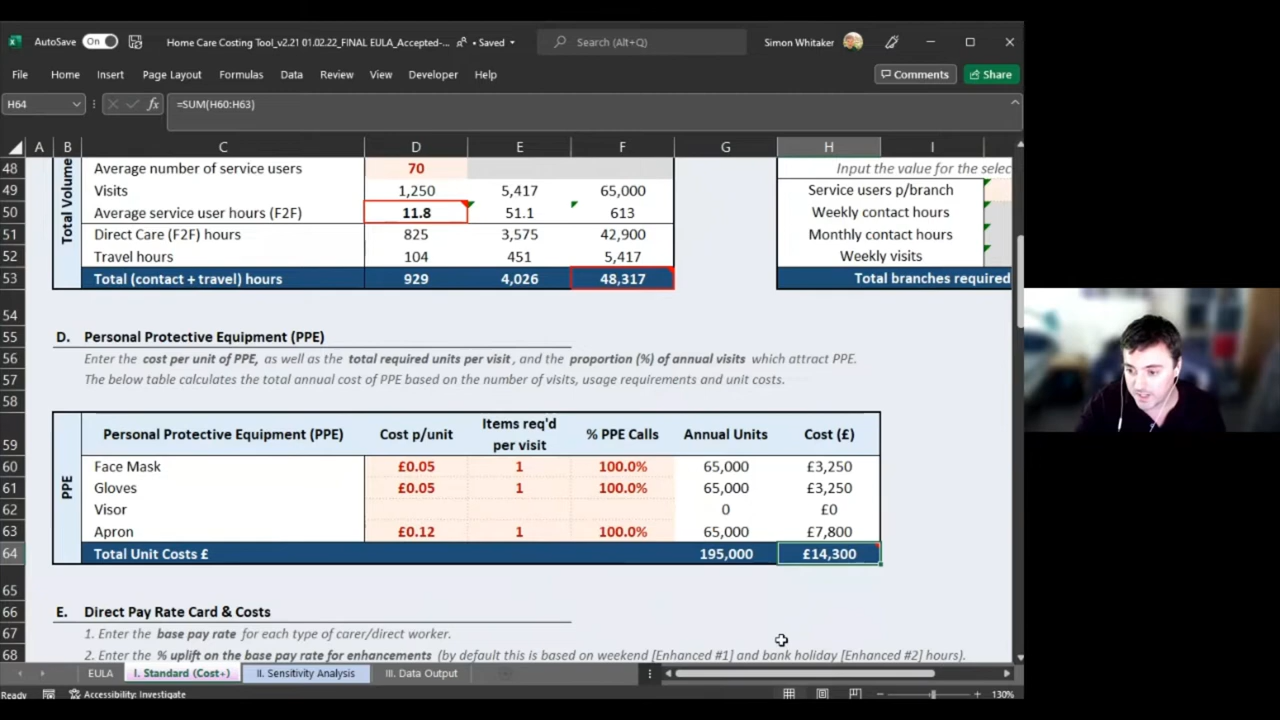 AutoSave On Home Care Costing Tool_v2.21 01.02.22_FINAL EULA_Accepted-... • Saved Search (Alt+Q) Simon Whitaker
File Home Insert Page Layout Formulas Data Review View Developer Help Comments Share
H64 fx =SUM(H60:H63)
A B C D E F G H I
48 Average number of service users 70 Input the value for the selec
49 Visits 1,250 5,417 65,000 Service users p/branch
50 Average service user hours (F2F) 11.8 51.1 613 Weekly contact hours
51 Direct Care (F2F) hours 825 3,575 42,900 Monthly contact hours
52 Travel hours 104 451 5,417 Weekly visits
53 Total (contact + travel) hours 929 4,026 48,317 Total branches required
Total Volume
54
55 D. Personal Protective Equipment (PPE)
56 Enter the cost per unit of PPE, as well as the total required units per visit, and the proportion (%) of annual visits which attract PPE.
57 The below table calculates the total annual cost of PPE based on the number of visits, usage requirements and unit costs.
58
59 Personal Protective Equipment (PPE) Cost p/unit Items req'd per visit % PPE Calls Annual Units Cost (£)
60 Face Mask £0.05 1 100.0% 65,000 £3,250
61 Gloves £0.05 1 100.0% 65,000 £3,250
62 Visor 0 £0
63 Apron £0.12 1 100.0% 65,000 £7,800
64 Total Unit Costs £ 195,000 £14,300
PPE
65
66 E. Direct Pay Rate Card & Costs
67 1. Enter the base pay rate for each type of carer/direct worker.
68 2. Enter the % uplift on the base pay rate for enhancements (by default this is based on weekend [Enhanced #1] and bank holiday [Enhanced #2] hours).
EULA I. Standard (Cost+) II. Sensitivity Analysis III. Data Output
Ready Accessibility: Investigate 130%